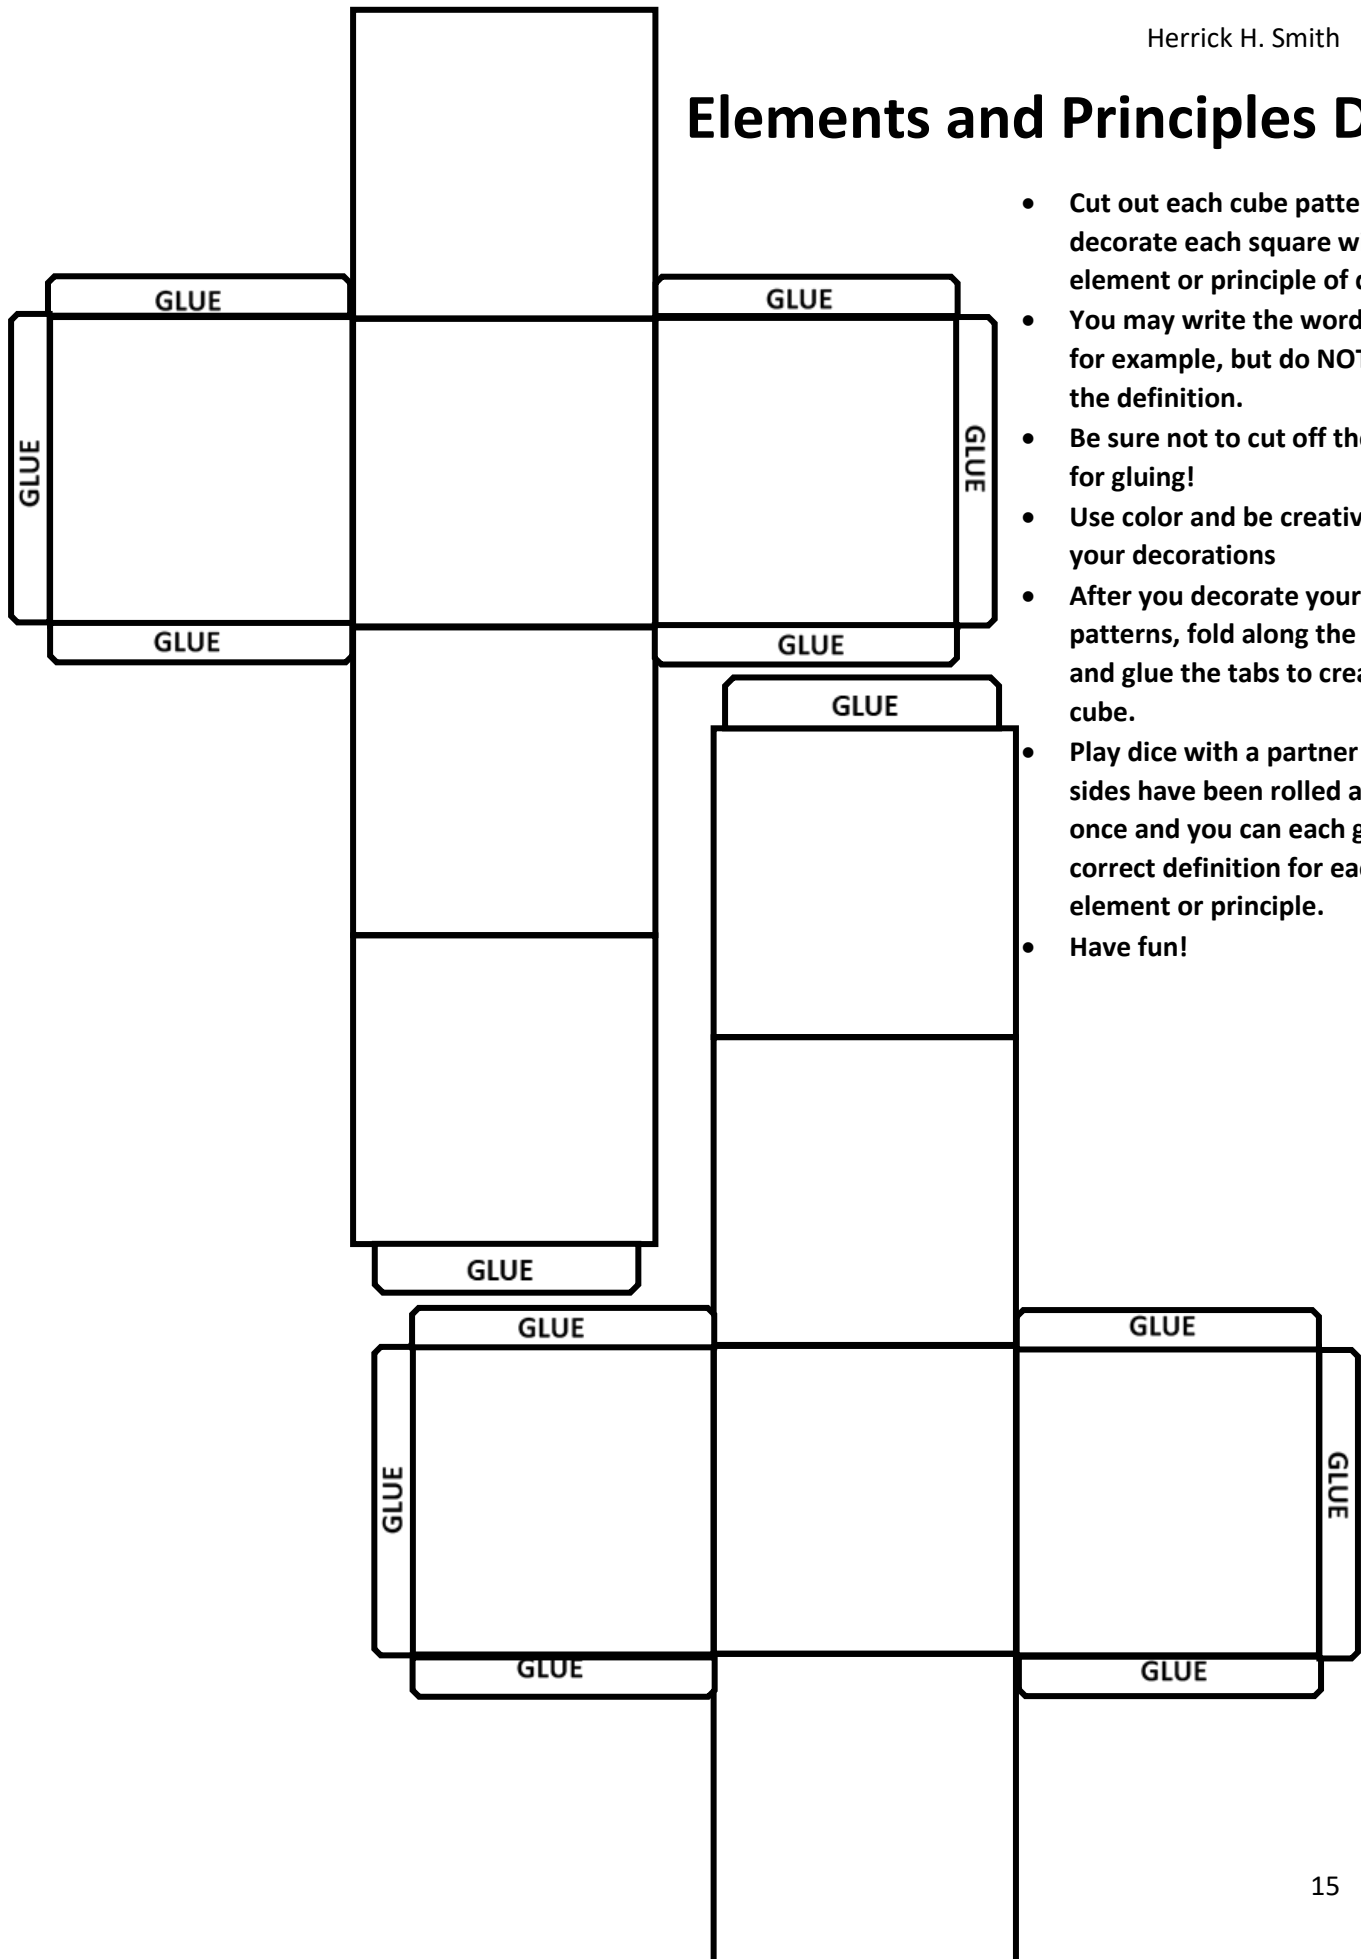 Herrick H. Smith
Elements and Principles D
• Cut out each cube patte
decorate each square w
element or principle of
• You may write the word
for example, but do NOT
the definition.
• Be sure not to cut off the
for gluing!
• Use color and be creativ
your decorations
• After you decorate your
patterns, fold along the
and glue the tabs to crea
cube.
• Play dice with a partner
sides have been rolled a
once and you can each g
correct definition for ea
element or principle.
• Have fun!
GLUE
GLUE
GLUE
GLUE
GLUE
GLUE
GLUE
GLUE
GLUE
GLUE
GLUE
GLUE
GLUE
GLUE
15